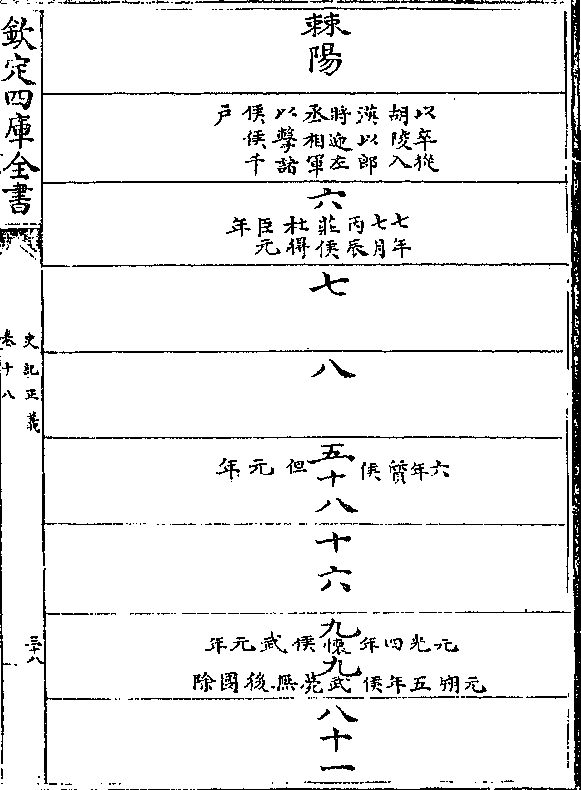 欽定四庫全書
史記正義
卷十八
三十八
棘陽
以卒從
胡陵入
漢以郎
將迎左
丞相軍
以擊諸
侯侯千
戶
六
七年
七月
丙辰
莊侯
杜得
臣元
年
七
八
五
六年質侯但元年
十八
十六
九
元光四年懷侯武元年
九
元朔五年侯武薨無後國除
八十一